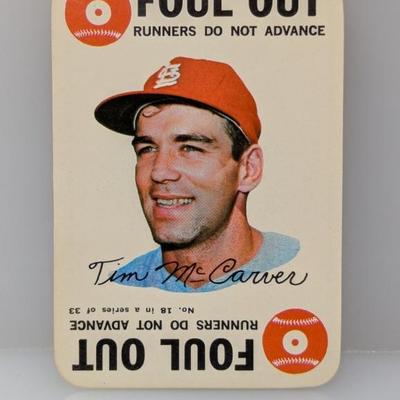 FOUL OUT
RUNNERS DO NOT ADVANCE
STL
Tim McCarver
No. 18 in a series of 33
RUNNERS DO NOT ADVANCE
FOUL OUT